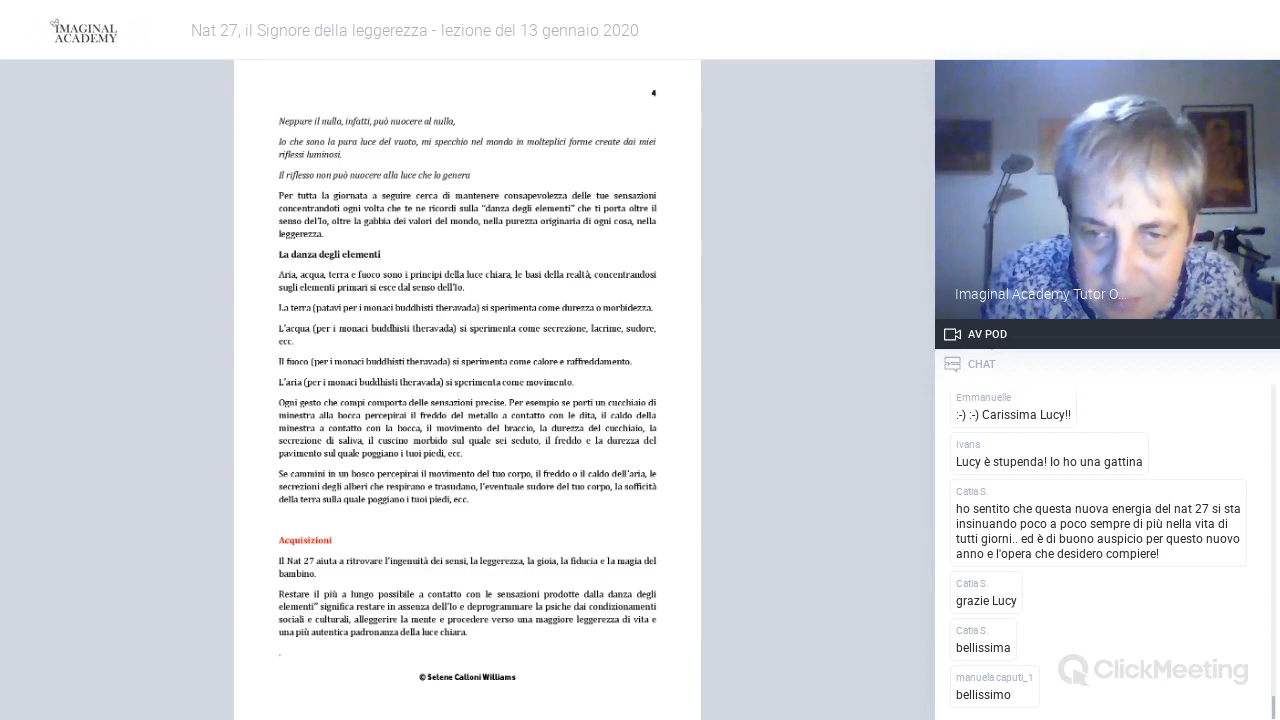 IMAGINAL
ACADEMY
Nat 27, il Signore della leggerezza - lezione del 13 gennaio 2020
4
Neppure il nulla, infatti, può nuocere al nulla,
Io che sono la pura luce del vuoto, mi specchio nel mondo in molteplici forme create dai miei
riflessi luminosi.
Il riflesso non può nuocere alla luce che lo genera
Per tutta la giornata a seguire cerca di mantenere consapevolezza delle tue sensazioni
concentrandoti ogni volta che te ne ricordi sulla “danza degli elementi” che ti porta oltre il
senso del’Io, oltre la gabbia dei valori del mondo, nella purezza originaria di ogni cosa, nella
leggerezza.
La danza degli elementi
Aria, acqua, terra e fuoco sono i principi della luce chiara, le basi della realtà, concentrandosi
sugli elementi primari si esce dal senso dell’Io.
La terra (patavi per i monaci buddhisti theravada) si sperimenta come durezza o morbidezza.
L’acqua (per i monaci buddhisti theravada) si sperimenta come secrezione, lacrime, sudore,
ecc.
Il fuoco (per i monaci buddhisti theravada) si sperimenta come calore e raffreddamento.
L’aria (per i monaci buddhisti theravada) si sperimenta come movimento.
Ogni gesto che compi comporta delle sensazioni precise. Per esempio se porti un cucchiaio di
minestra alla bocca percepirai il freddo del metallo a contatto con le dita, il caldo della
minestra a contatto con la bocca, il movimento del braccio, la durezza del cucchiaio, la
secrezione di saliva, il cuscino morbido sul quale sei seduto, il freddo e la durezza del
pavimento sul quale poggiano i tuoi piedi, ecc.
Se cammini in un bosco percepirai il movimento del tuo corpo, il freddo o il caldo dell’aria, le
secrezioni degli alberi che respirano e trasudano, l’eventuale sudore del tuo corpo, la sofficità
della terra sulla quale poggiano i tuoi piedi, ecc.
Acquisizioni
Il Nat 27 aiuta a ritrovare l’ingenuità dei sensi, la leggerezza, la gioia, la fiducia e la magia del
bambino.
Restare il più a lungo possibile a contatto con le sensazioni prodotte dalla danza degli
elementi” significa restare in assenza dell’Io e deprogrammare la psiche dai condizionamenti
sociali e culturali, alleggerire la mente e procedere verso una maggiore leggerezza di vita e
una più autentica padronanza della luce chiara.
.
© Selene Calloni Williams
Imaginal Academy Tutor O...
AV POD
CHAT
Emmanuelle
:-) :-) Carissima Lucy!!
Ivana
Lucy è stupenda! Io ho una gattina
Catia S.
ho sentito che questa nuova energia del nat 27 si sta
insinuando poco a poco sempre di più nella vita di
tutti giorni.. ed è di buono auspicio per questo nuovo
anno e l'opera che desidero compiere!
Catia S.
grazie Lucy
Catia S.
bellissima
manuela caputi_1
bellissimo
ClickMeeting